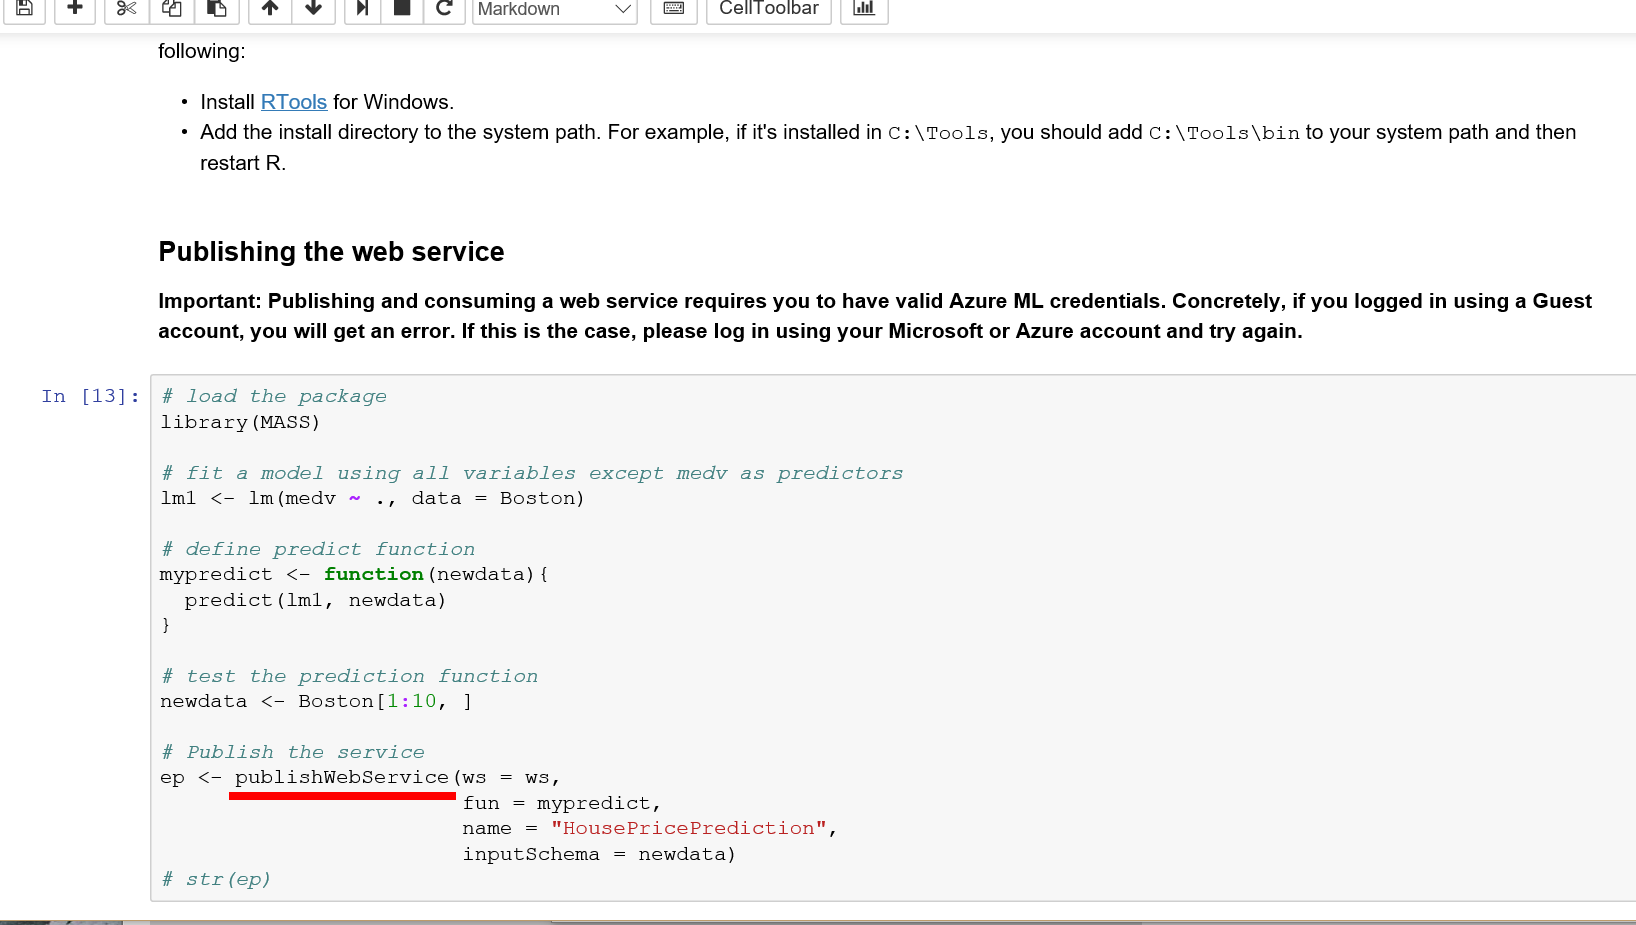 Markdown
CellToolbar
following:
• Install RTools for Windows.
• Add the install directory to the system path. For example, if it's installed in C:\Tools, you should add C:\Tools\bin to your system path and then
restart R.
Publishing the web service
Important: Publishing and consuming a web service requires you to have valid Azure ML credentials. Concretely, if you logged in using a Guest
account, you will get an error. If this is the case, please log in using your Microsoft or Azure account and try again.
In [13]:
# load the package
library(MASS)
# fit a model using all variables except medv as predictors
lm1 <- lm(medv ~ ., data = Boston)
# define predict function
mypredict <- function(newdata){
  predict(lm1, newdata)
}
# test the prediction function
newdata <- Boston[1:10, ]
# Publish the service
ep <- publishWebService(ws = ws,
                        fun = mypredict,
                        name = "HousePricePrediction",
                        inputSchema = newdata)
# str(ep)